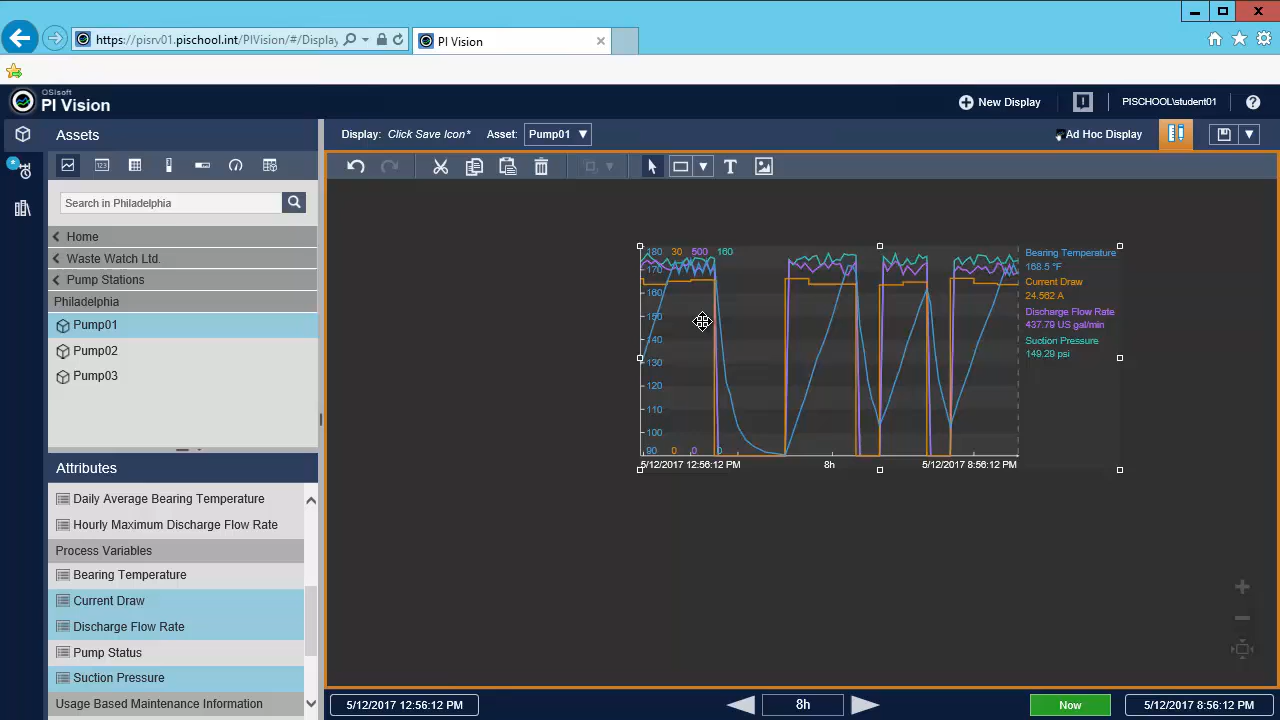 https://pisrv01.pischool.int/PIVision/#/Display
PI Vision
OSIsoft
PI Vision
New Display
PISCHOOL\student01
Assets
Display: Click Save Icon* Asset: Pump01
Ad Hoc Display
Search in Philadelphia
Home
Waste Watch Ltd.
Pump Stations
Philadelphia
Pump01
Pump02
Pump03
Attributes
Daily Average Bearing Temperature
Hourly Maximum Discharge Flow Rate
Process Variables
Bearing Temperature
Current Draw
Discharge Flow Rate
Pump Status
Suction Pressure
Usage Based Maintenance Information
180 30 500 160
170
160
150
140
130
120
110
100
90 0 0 0
5/12/2017 12:56:12 PM 8h 5/12/2017 8:56:12 PM
Bearing Temperature
168.5 °F
Current Draw
24.562 A
Discharge Flow Rate
437.79 US gal/min
Suction Pressure
149.29 psi
5/12/2017 12:56:12 PM 8h Now 5/12/2017 8:56:12 PM